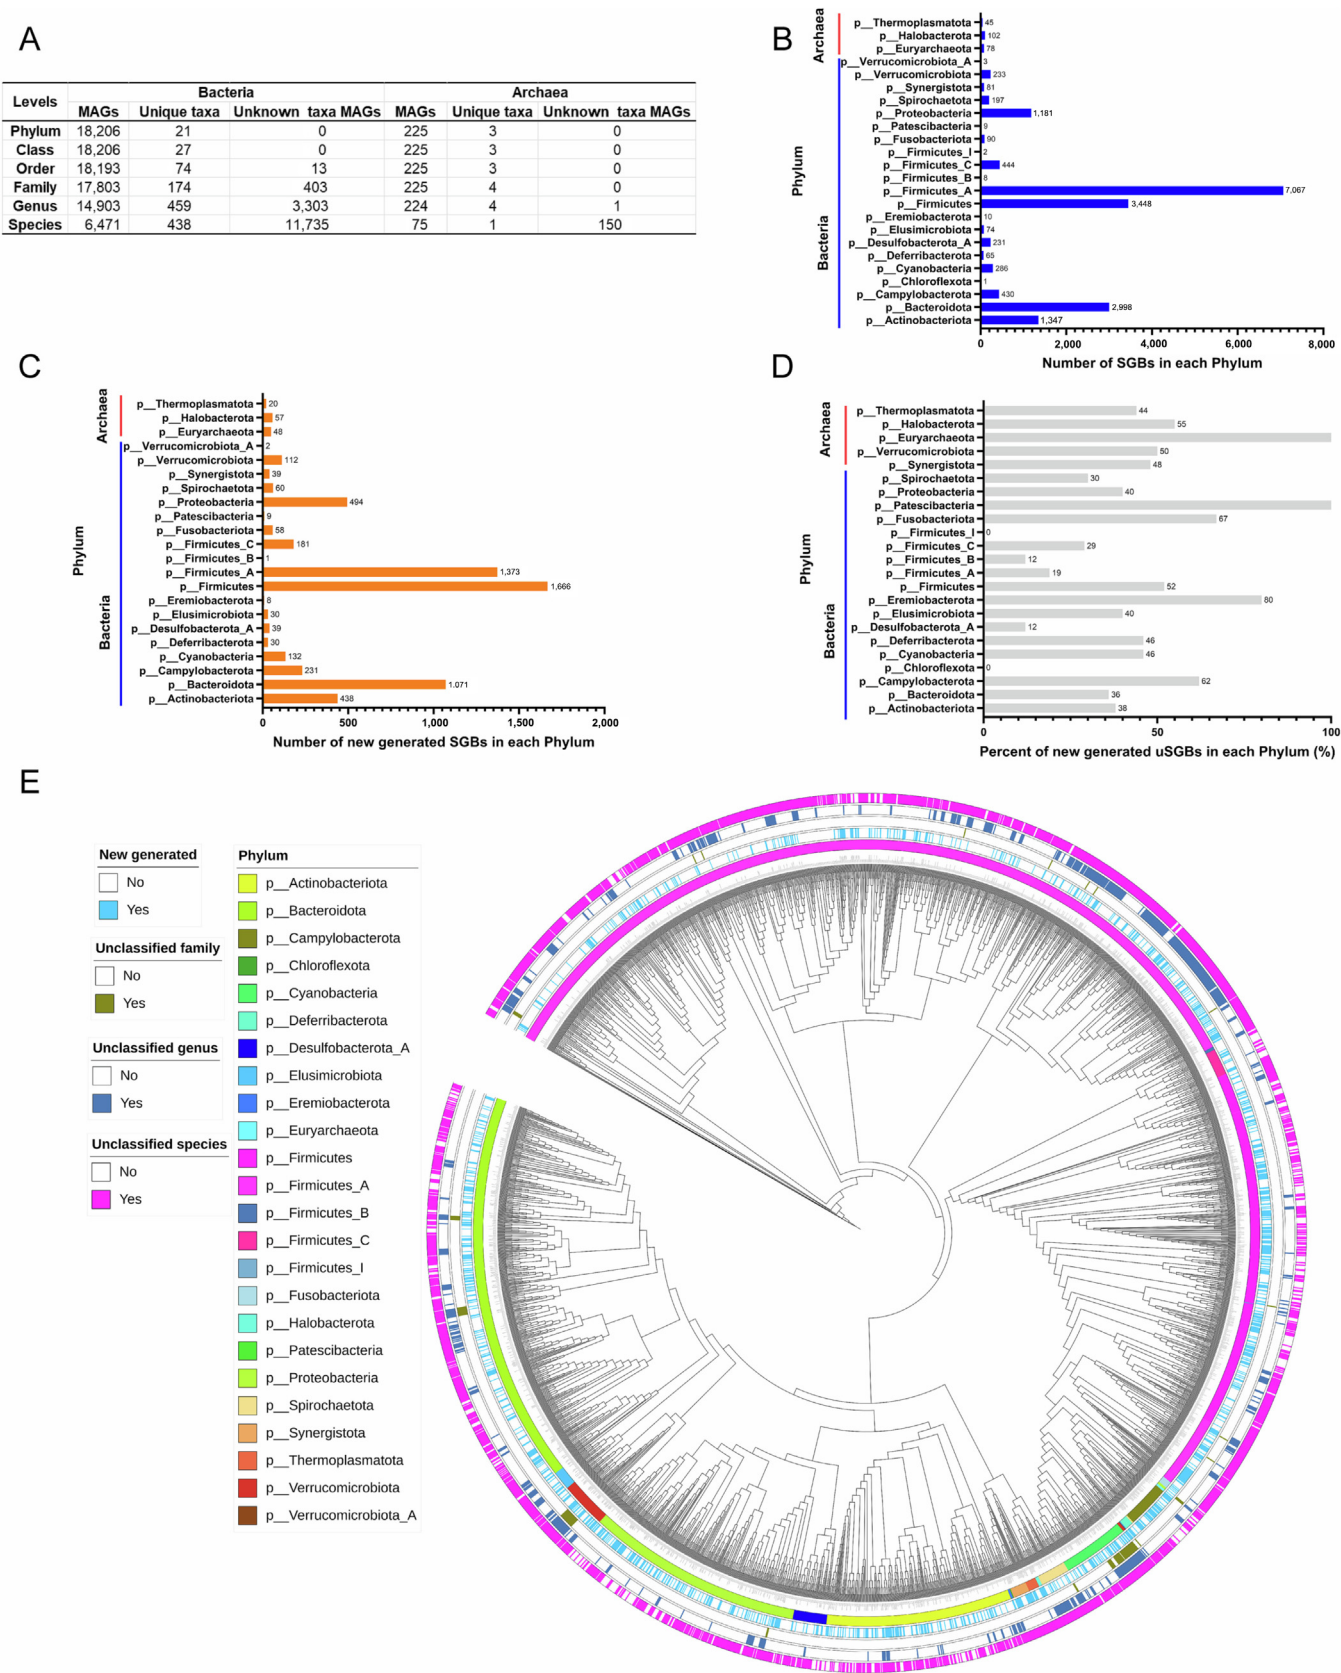 A
Levels Bacteria Archaea
MAGs Unique taxa Unknown taxa MAGs MAGs Unique taxa Unknown taxa MAGs
Phylum 18,206 21 0 225 3 0
Class 18,206 27 0 225 3 0
Order 18,193 74 13 225 3 0
Family 17,803 174 403 225 4 0
Genus 14,903 459 3,303 224 4 1
Species 6,471 438 11,735 75 1 150
B
Archaea
Phylum
Bacteria
p__Thermoplasmatota 45
p__Halobacterota 102
p__Euryarchaeota 78
p__Verrucomicrobiota_A 3
p__Verrucomicrobiota 233
p__Synergistota 81
p__Spirochaetota 197
p__Proteobacteria 1,181
p__Patescibacteria 9
p__Fusobacteriota 90
p__Firmicutes_I 2
p__Firmicutes_C 444
p__Firmicutes_B 8
p__Firmicutes_A 7,067
p__Firmicutes 3,448
p__Eremiobacterota 10
p__Elusimicrobiota 74
p__Desulfobacterota_A 231
p__Deferribacterota 65
p__Cyanobacteria 286
p__Chloroflexota 1
p__Campylobacterota 430
p__Bacteroidota 2,998
p__Actinobacteriota 1,347
0 2,000 4,000 6,000 8,000
Number of SGBs in each Phylum
C
Archaea
Phylum
Bacteria
p__Thermoplasmatota 20
p__Halobacterota 57
p__Euryarchaeota 48
p__Verrucomicrobiota_A 2
p__Verrucomicrobiota 112
p__Synergistota 39
p__Spirochaetota 60
p__Proteobacteria 494
p__Patescibacteria 9
p__Fusobacteriota 58
p__Firmicutes_C 181
p__Firmicutes_B 1
p__Firmicutes_A 1,373
p__Firmicutes 1,666
p__Eremiobacterota 8
p__Elusimicrobiota 30
p__Desulfobacterota_A 39
p__Deferribacterota 30
p__Cyanobacteria 132
p__Campylobacterota 231
p__Bacteroidota 1.071
p__Actinobacteriota 438
0 500 1,000 1,500 2,000
Number of new generated SGBs in each Phylum
D
Archaea
Phylum
Bacteria
p__Thermoplasmatota 44
p__Halobacterota 55
p__Euryarchaeota
p__Verrucomicrobiota 50
p__Synergistota 48
p__Spirochaetota 30
p__Proteobacteria 40
p__Patescibacteria
p__Fusobacteriota 67
p__Firmicutes_I 0
p__Firmicutes_C 29
p__Firmicutes_B 12
p__Firmicutes_A 19
p__Firmicutes 52
p__Eremiobacterota 80
p__Elusimicrobiota 40
p__Desulfobacterota_A 12
p__Deferribacterota 46
p__Cyanobacteria 46
p__Chloroflexota 0
p__Campylobacterota 62
p__Bacteroidota 36
p__Actinobacteriota 38
0 50 100
Percent of new generated uSGBs in each Phylum (%)
E
New generated
No
Yes
Unclassified family
No
Yes
Unclassified genus
No
Yes
Unclassified species
No
Yes
Phylum
p__Actinobacteriota
p__Bacteroidota
p__Campylobacterota
p__Chloroflexota
p__Cyanobacteria
p__Deferribacterota
p__Desulfobacterota_A
p__Elusimicrobiota
p__Eremiobacterota
p__Euryarchaeota
p__Firmicutes
p__Firmicutes_A
p__Firmicutes_B
p__Firmicutes_C
p__Firmicutes_I
p__Fusobacteriota
p__Halobacterota
p__Patescibacteria
p__Proteobacteria
p__Spirochaetota
p__Synergistota
p__Thermoplasmatota
p__Verrucomicrobiota
p__Verrucomicrobiota_A